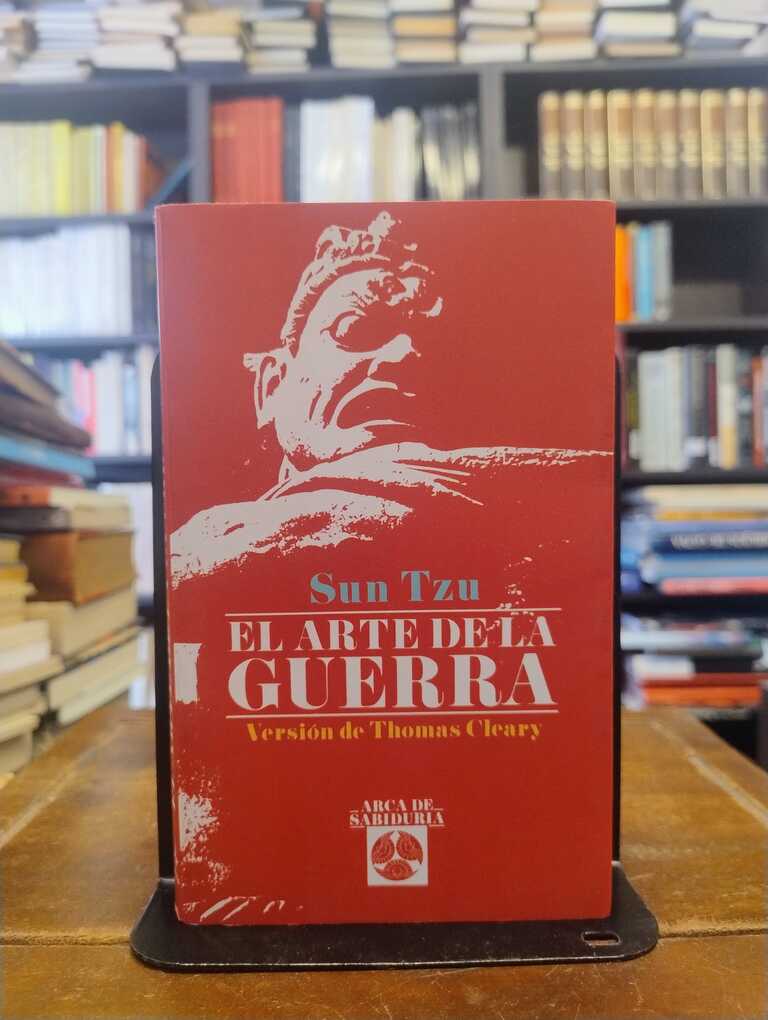 Sun Tzu
EL ARTE DE LA
GUERRA
Versión de Thomas Cleary
ARCA DE
SABIDURIA